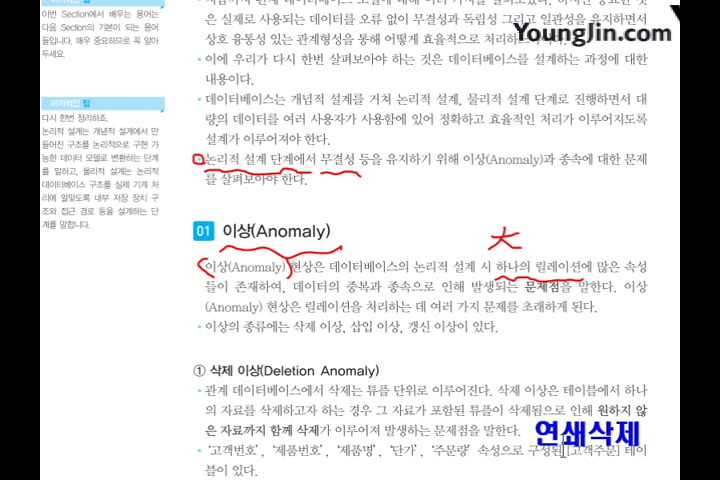 이번 Section에서 배우는 용어는
다음 Section의 기본이 되는 용어
들입니다. 매우 중요하므로 꼭 알아
두세요.
이기적인 팁
다시 한번 정리하죠.
논리적 설계는 개념적 설계에서 만
들어진 구조를 논리적으로 구현 가
능한 데이터 모델로 변환하는 단계
를 말하고, 물리적 설계는 논리적
데이터베이스 구조를 실제 기계 처
리에 알맞도록 내부 저장 장치 구
조와 접근 경로 등을 설계하는 단
계를 말합니다.
YoungJin.com
은 실제로 사용되는 데이터를 오류 없이 무결성과 독립성 그리고 일관성을 유지하면서
상호 융통성 있는 관계형성을 통해 어떻게 효율적으로 처리하느냐이다.
• 이에 우리가 다시 한번 살펴보아야 하는 것은 데이터베이스를 설계하는 과정에 대한
내용이다.
• 데이터베이스는 개념적 설계를 거쳐 논리적 설계, 물리적 설계 단계로 진행하면서 대
량의 데이터를 여러 사용자가 사용함에 있어 정확하고 효율적인 처리가 이루어지도록
설계가 이루어져야 한다.
• 논리적 설계 단계에서 무결성 등을 유지하기 위해 이상(Anomaly)과 종속에 대한 문제
를 살펴보아야 한다.
01 이상(Anomaly)
大
• 이상(Anomaly) 현상은 데이터베이스의 논리적 설계 시 하나의 릴레이션에 많은 속성
들이 존재하여, 데이터의 중복과 종속으로 인해 발생되는 문제점을 말한다. 이상
(Anomaly) 현상은 릴레이션을 처리하는 데 여러 가지 문제를 초래하게 된다.
• 이상의 종류에는 삭제 이상, 삽입 이상, 갱신 이상이 있다.
① 삭제 이상(Deletion Anomaly)
• 관계 데이터베이스에서 삭제는 튜플 단위로 이루어진다. 삭제 이상은 테이블에서 하나
의 자료를 삭제하고자 하는 경우 그 자료가 포함된 튜플이 삭제됨으로 인해 원하지 않
은 자료까지 함께 삭제가 이루어져 발생하는 문제점을 말한다.
연쇄삭제
• '고객번호', '제품번호', '제품명', '단가', '주문량' 속성으로 구성된 [고객주문] 테이
블이 있다.